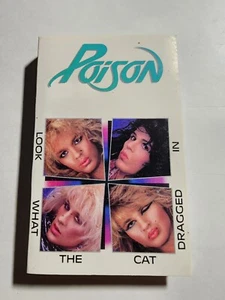 POISON
LOOK
WHAT
THE
CAT
DRAGGED
IN